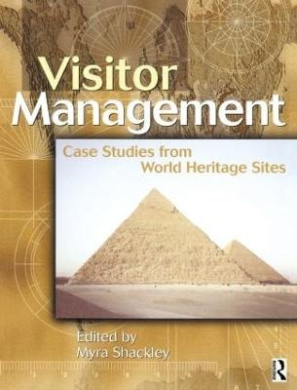 Visitor
Management
Case Studies from
World Heritage Sites
Edited by
Myra Shackley
R